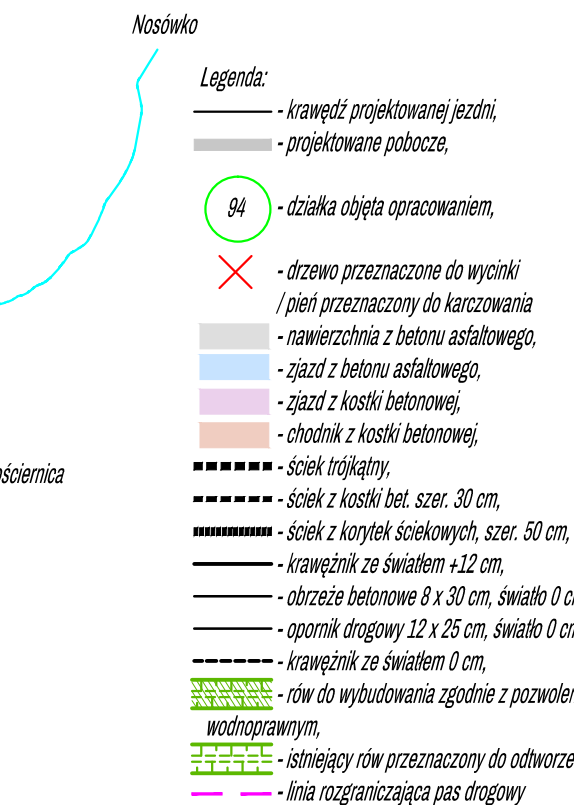 Nosówko
Legenda:
- krawędź projektowanej jezdni,
- projektowane pobocze,
94 - działka objęta opracowaniem,
- drzewo przeznaczone do wycinki
/ pień przeznaczony do karczowania
- nawierzchnia z betonu asfaltowego,
- zjazd z betonu asfaltowego,
- zjazd z kostki betonowej,
- chodnik z kostki betonowej,
- ściek trójkątny,
ościernica
- ściek z kostki bet. szer. 30 cm,
- ściek z korytek ściekowych, szer. 50 cm,
- krawężnik ze światłem +12 cm,
- obrzeże betonowe 8 x 30 cm, światło 0
- opornik drogowy 12 x 25 cm, światło 0
- krawężnik ze światłem 0 cm,
- rów do wybudowania zgodnie z pozwole
wodnoprawnym,
- istniejący rów przeznaczony do odtworze
- linia rozgraniczająca pas drogowy